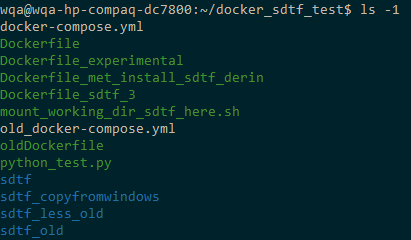 wqa@wqa-hp-compaq-dc7800:~/docker_sdtf_test$ ls -1
docker-compose.yml
Dockerfile
Dockerfile_experimental
Dockerfile_met_install_sdtf_derin
Dockerfile_sdtf_3
mount_working_dir_sdtf_here.sh
old_docker-compose.yml
oldDockerfile
python_test.py
sdtf
sdtf_copyfromwindows
sdtf_less_old
sdtf_old